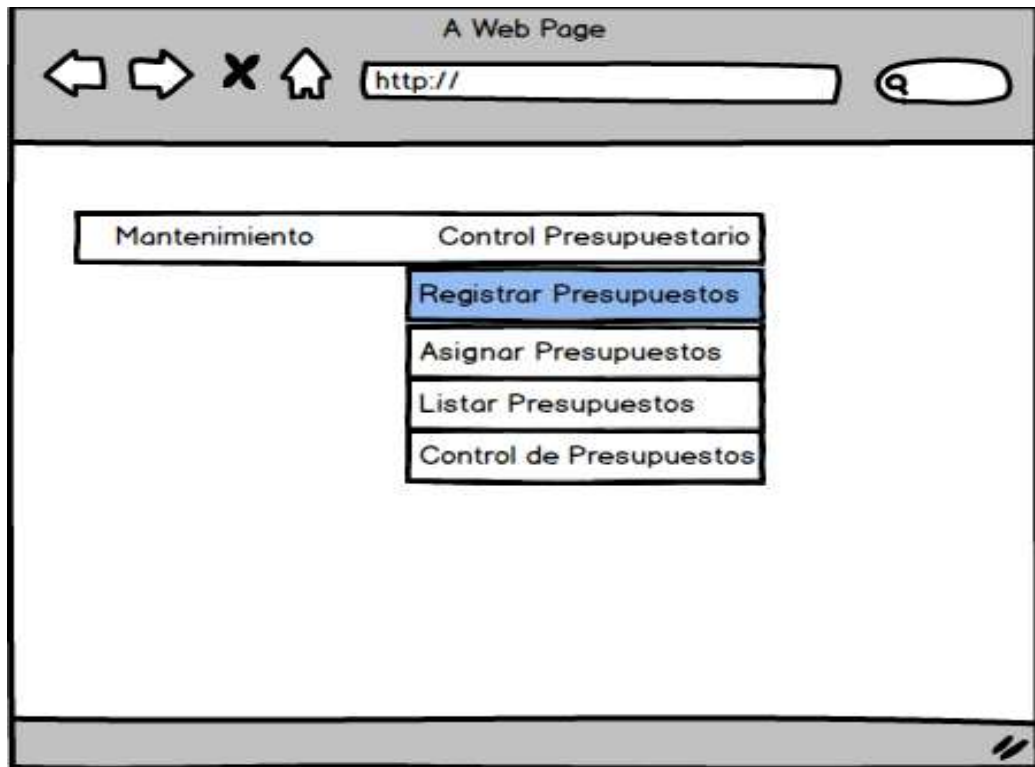 A Web Page
http://
Mantenimiento Control Presupuestario
Registrar Presupuestos
Asignar Presupuestos
Listar Presupuestos
Control de Presupuestos